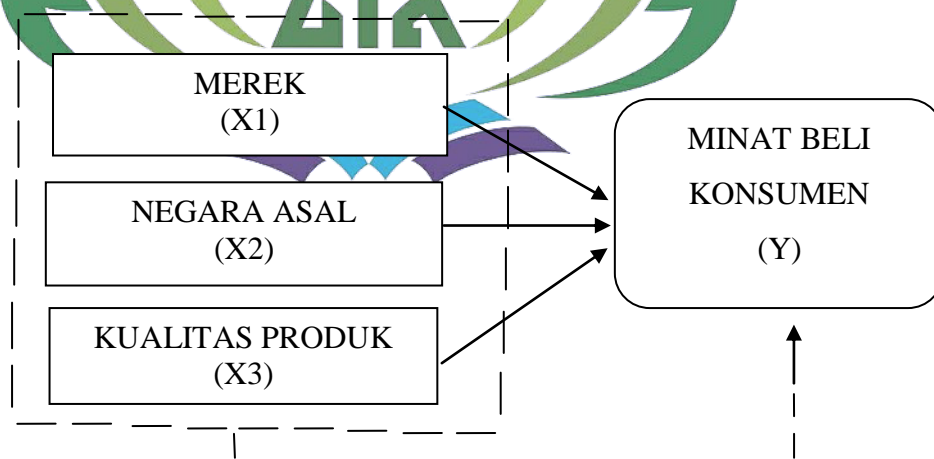 MEREK
(X1)
NEGARA ASAL
(X2)
KUALITAS PRODUK
(X3)
MINAT BELI
KONSUMEN
(Y)